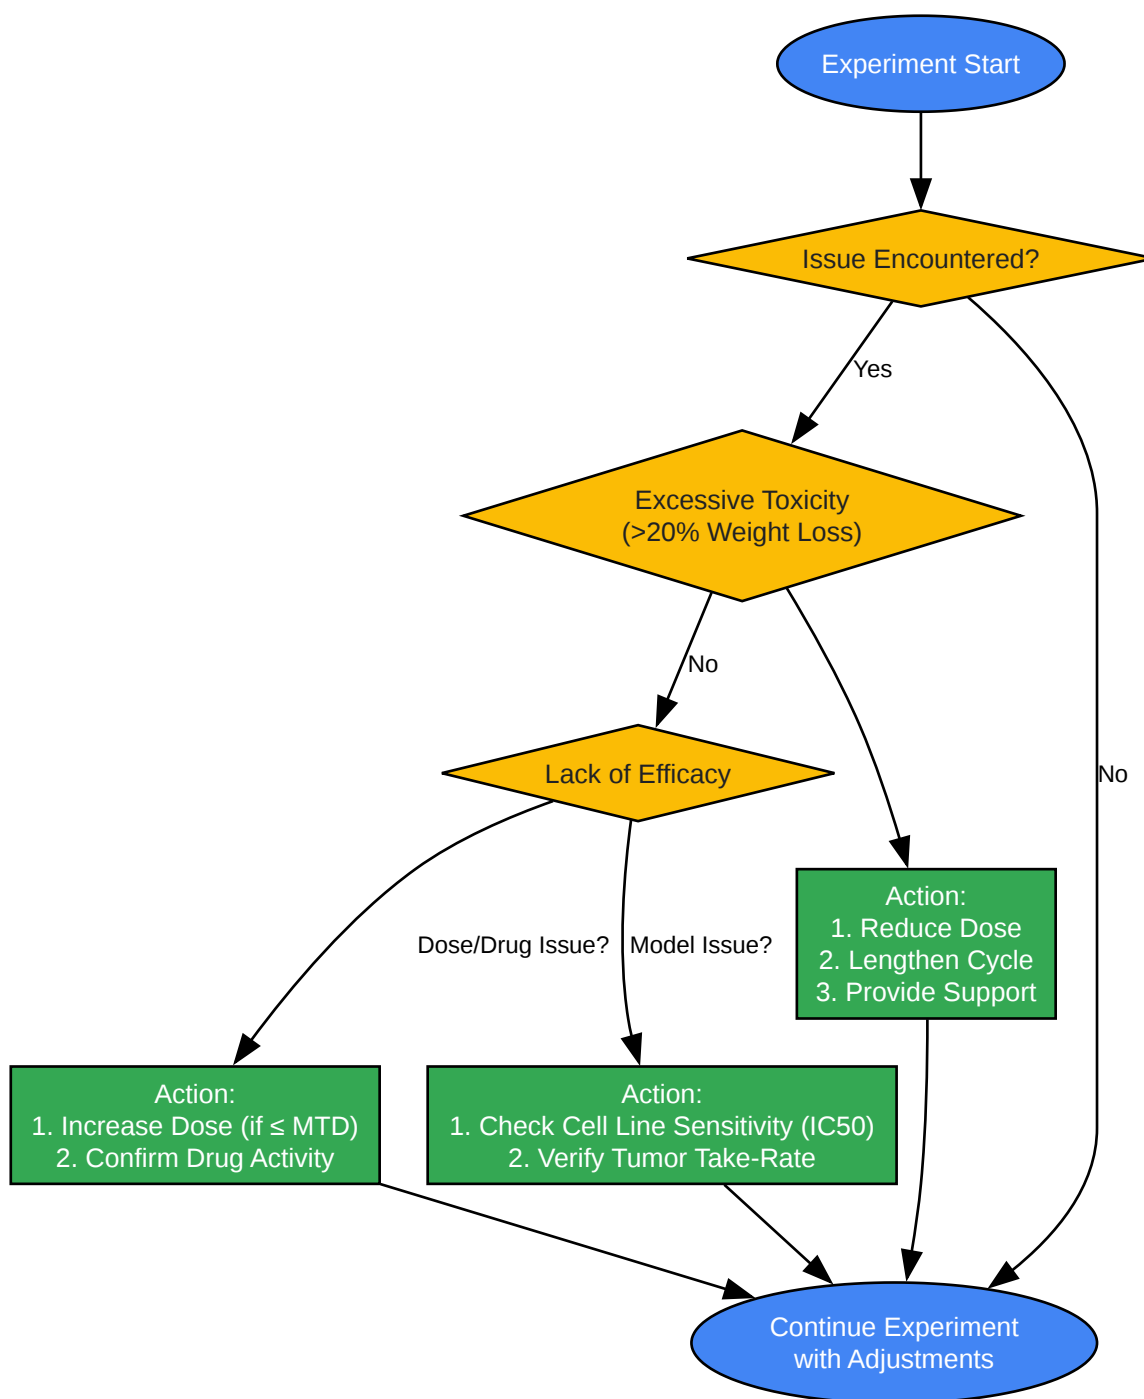 Experiment Start
Issue Encountered?
Yes
Excessive Toxicity
(>20% Weight Loss)
No
Lack of Efficacy
No
Action:
1. Reduce Dose
2. Lengthen Cycle
3. Provide Support
Dose/Drug Issue?
Model Issue?
Action:
1. Increase Dose (if ≤ MTD)
2. Confirm Drug Activity
Action:
1. Check Cell Line Sensitivity (IC50)
2. Verify Tumor Take-Rate
Continue Experiment
with Adjustments